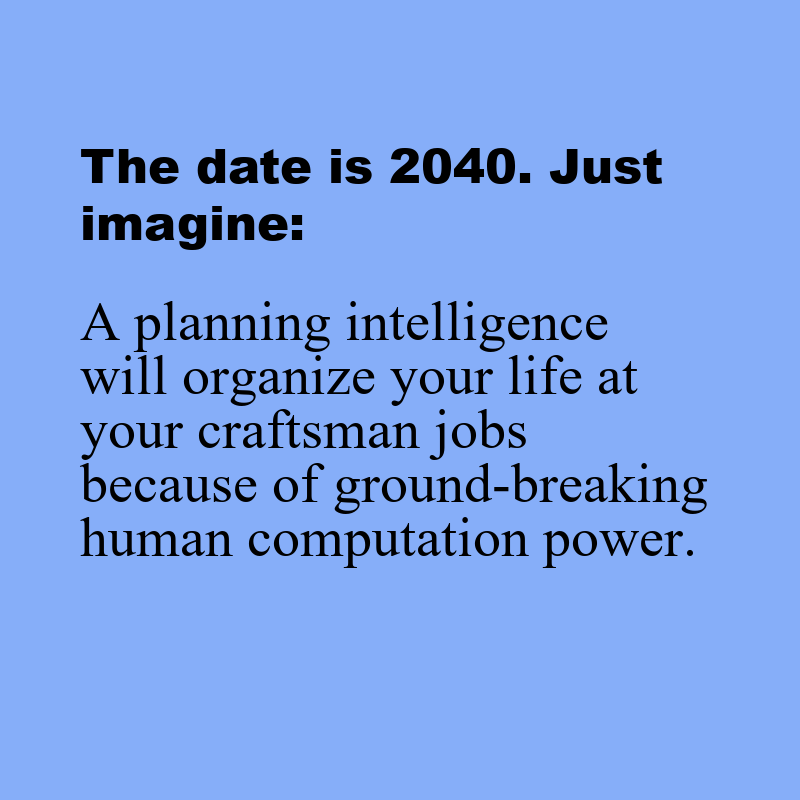 The date is 2040. Just
imagine:
A planning intelligence
will organize your life at
your craftsman jobs
because of ground-breaking
human computation power.